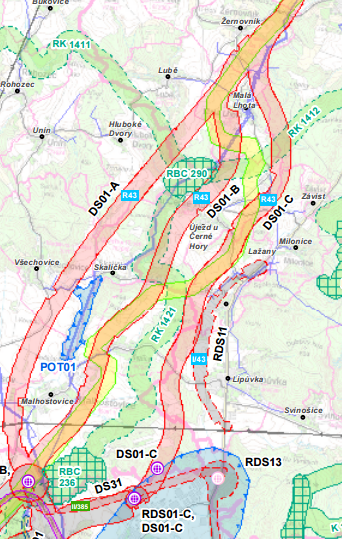 Bukovice
Žernovník
RK 1411
Rohozec
Lubě
Malá
Lhota
Unín
Hluboké
Dvory
RK 1412
RBC 290
DS01-A
R43
R43
DS01-B
R43
DS01-C
Závist
Újezd u
Černé
Hory
Milonice
Lažany
Všechovice
Skalička
RK 1421
I/43
RDS11
POT01
Lipůvka
Malhostovice
Svinošice
DS01-C
RDS13
B,
RBC
236
DS31
II/385
RDS01-C,
DS01-C
K